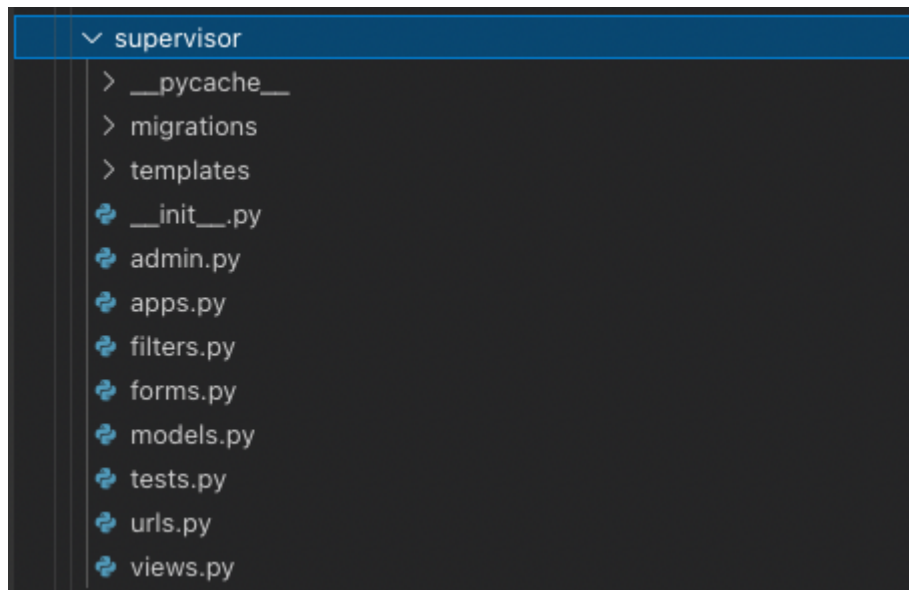 supervisor
__pycache__
migrations
templates
__init__.py
admin.py
apps.py
filters.py
forms.py
models.py
tests.py
urls.py
views.py